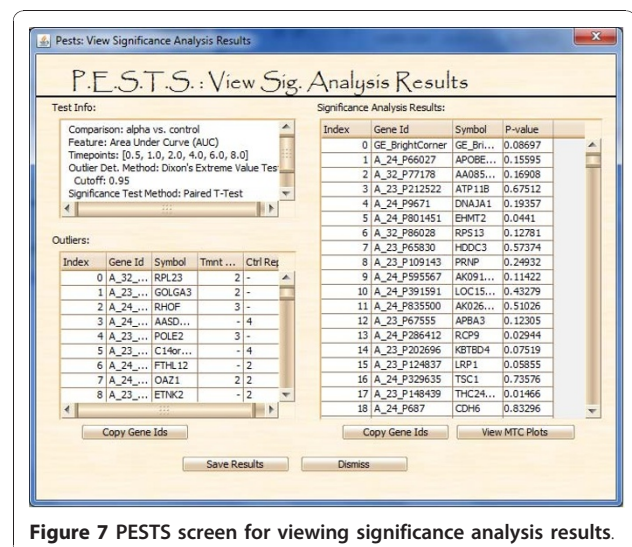 Pests: View Significance Analysis Results
P.E.S.T.S. : View Sig. Analysis Results
Test Info:
Comparison: alpha vs. control
Feature: Area Under Curve (AUC)
Timepoints: [0.5, 1.0, 2.0, 4.0, 6.0, 8.0]
Outlier Det. Method: Dixon's Extreme Value Tes
Cutoff: 0.95
Significance Test Method: Paired T-Test
Outliers:
Index Gene Id Symbol Tmnt ... Ctrl Rep
0 A_32_... RPL23 2 -
1 A_23_... GOLGA3 2 -
2 A_24_... RHOF 3 -
3 A_24_... AASD... - 4
4 A_23_... POLE2 3 -
5 A_23_... C14or... - 4
6 A_24_... FTHL12 - 2
7 A_24_... OAZ1 2 2
8 A_23_... ETNK2 - 2
Copy Gene Ids
Significance Analysis Results:
Index Gene Id Symbol P-value
0 GE_BrightCorner GE_Bri... 0.08697
1 A_24_P66027 APOBE... 0.15595
2 A_32_P77178 AA085... 0.16908
3 A_23_P212522 ATP11B 0.67512
4 A_24_P9671 DNAJA1 0.19357
5 A_24_P801451 EHMT2 0.0441
6 A_32_P86028 RPS13 0.12781
7 A_23_P65830 HDDC3 0.57374
8 A_23_P109143 PRNP 0.24932
9 A_24_P595567 AK091... 0.11422
10 A_24_P391591 LOC15... 0.43279
11 A_24_P835500 AK026... 0.51026
12 A_23_P67555 APBA3 0.12305
13 A_24_P286412 RCP9 0.02944
14 A_23_P202696 KBTBD4 0.07519
15 A_23_P124837 LRP1 0.05855
16 A_24_P329635 TSC1 0.73576
17 A_23_P148439 THC24... 0.01466
18 A_24_P687 CDH6 0.83296
Copy Gene Ids View MTC Plots
Save Results Dismiss
Figure 7 PESTS screen for viewing significance analysis results.